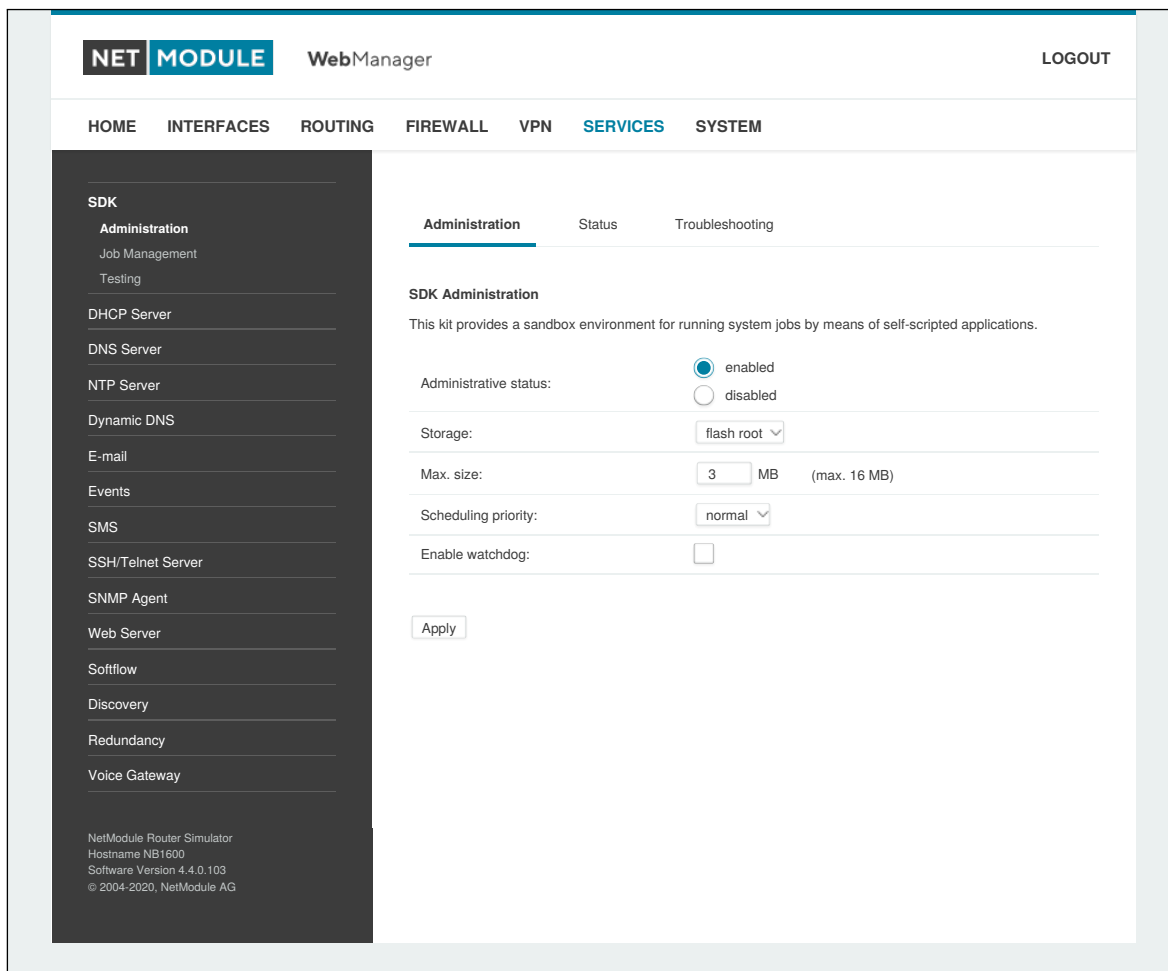 NET MODULE WebManager LOGOUT
HOME INTERFACES ROUTING FIREWALL VPN SERVICES SYSTEM
SDK
Administration
Job Management
Testing
DHCP Server
DNS Server
NTP Server
Dynamic DNS
E-mail
Events
SMS
SSH/Telnet Server
SNMP Agent
Web Server
Softflow
Discovery
Redundancy
Voice Gateway
NetModule Router Simulator
Hostname NB1600
Software Version 4.4.0.103
© 2004-2020, NetModule AG
Administration Status Troubleshooting
SDK Administration
This kit provides a sandbox environment for running system jobs by means of self-scripted applications.
Administrative status:
enabled
disabled
Storage: flash root
Max. size: 3 MB (max. 16 MB)
Scheduling priority: normal
Enable watchdog:
Apply